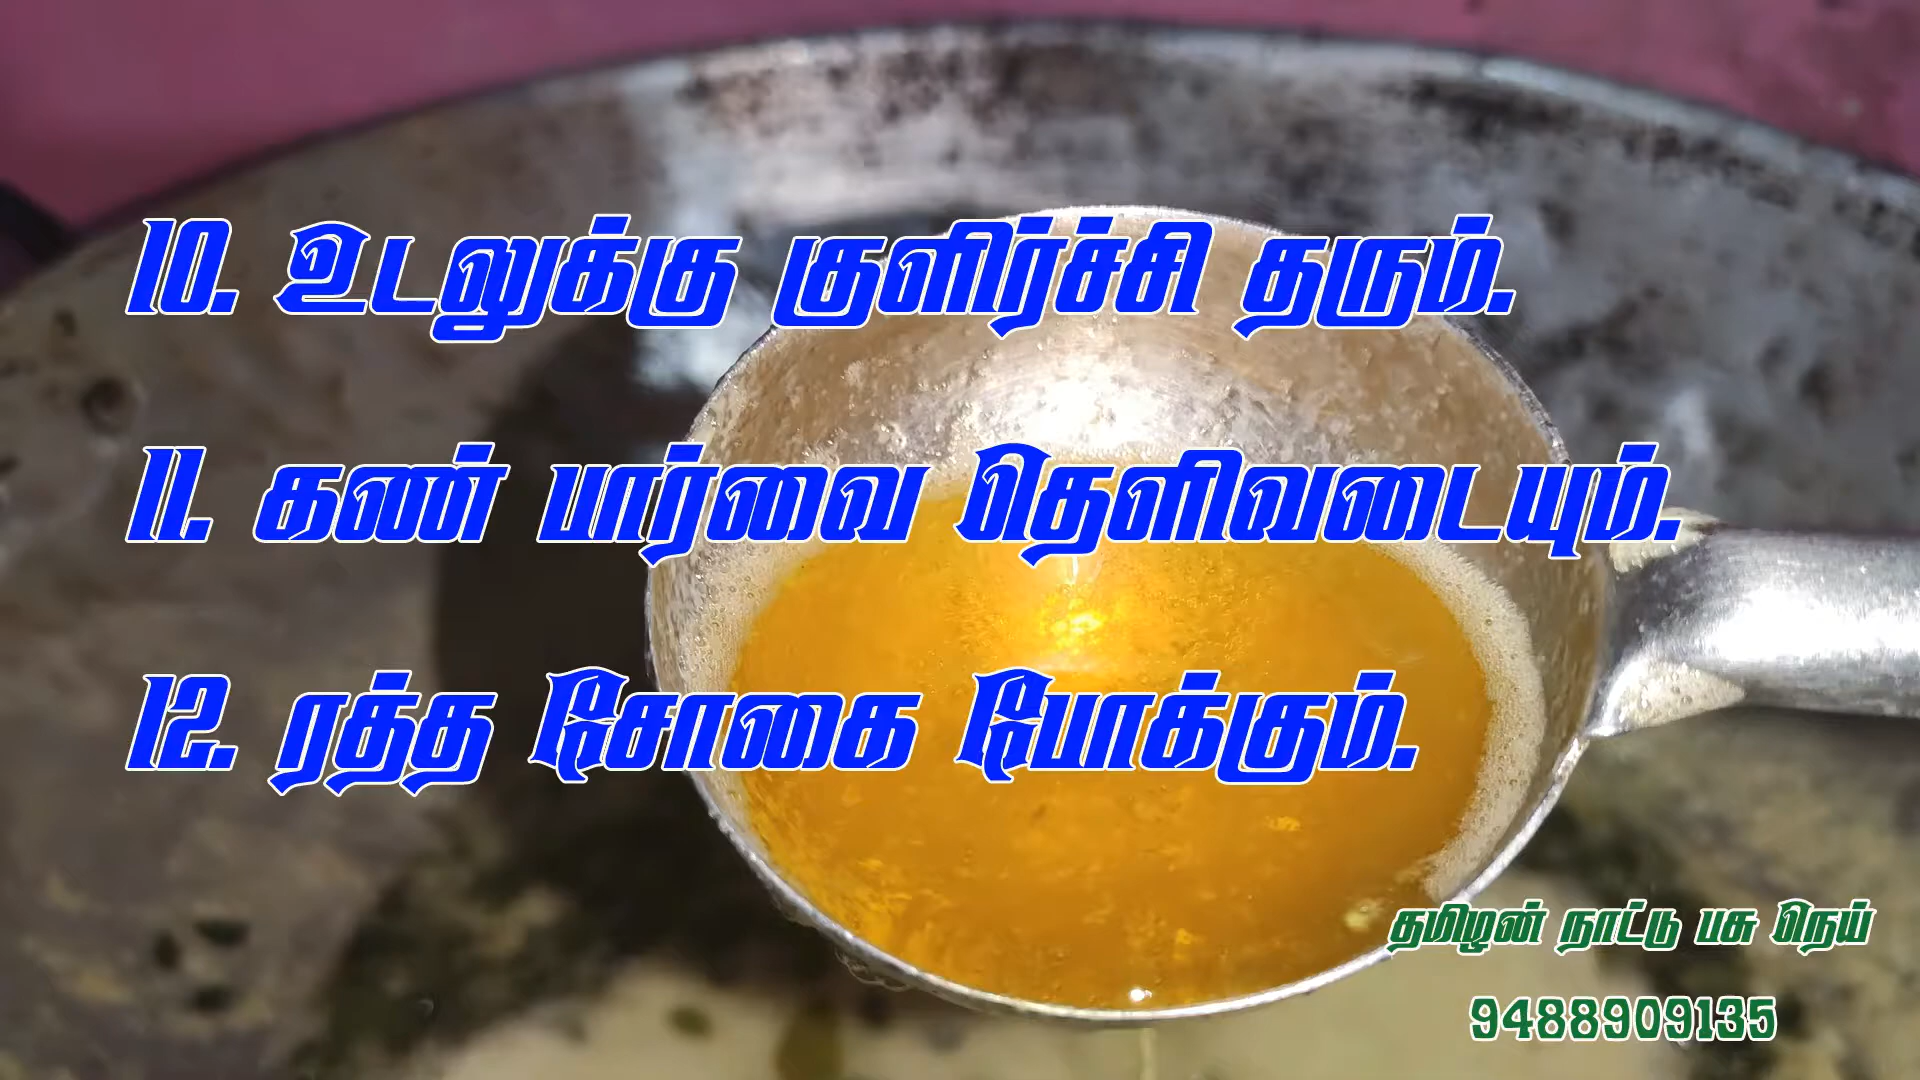 10. உடலுக்கு குளிர்ச்சி தரும்.
11. கண் பார்வை தெளிவடையும்.
12. ரத்த சோகை போக்கும்.
தமிழன் நாட்டு பசு நெய்
9488909135